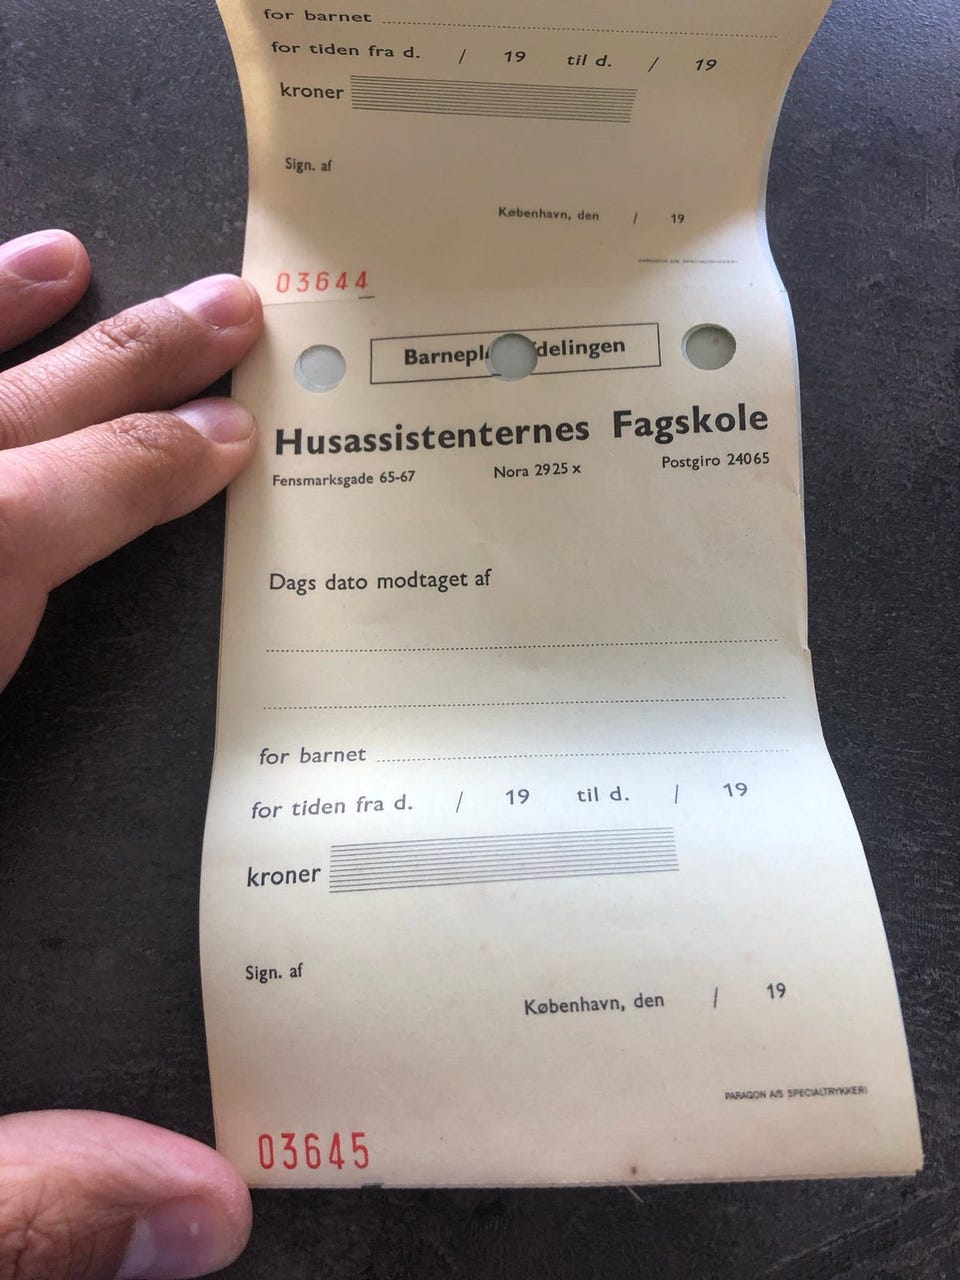 for barnet
for tiden fra d. / 19 til d. / 19
kroner
Sign. af
København, den / 19
PARAGON A/S SPECIALTRYKKERI
03644
Barnepl delingen
Husassistenternes Fagskole
Fensmarksgade 65-67 Nora 2925 x Postgiro 24065
Dags dato modtaget af
for barnet
for tiden fra d. / 19 til d. / 19
kroner
Sign. af
København, den / 19
PARAGON A/S SPECIALTRYKKERI
03645